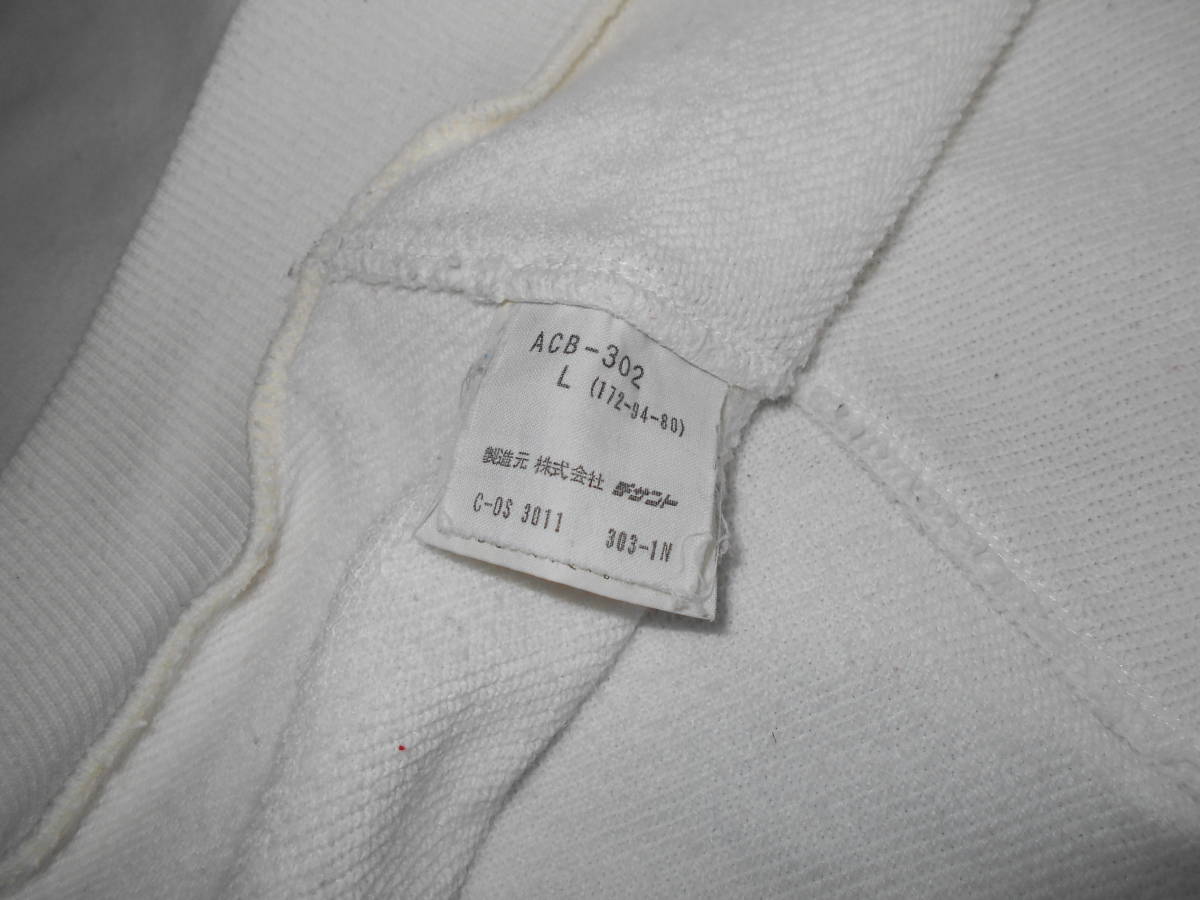 ACB-302
L (172-94-80)
製造元 株式会社 デサント
C-OS 3011 303-1N